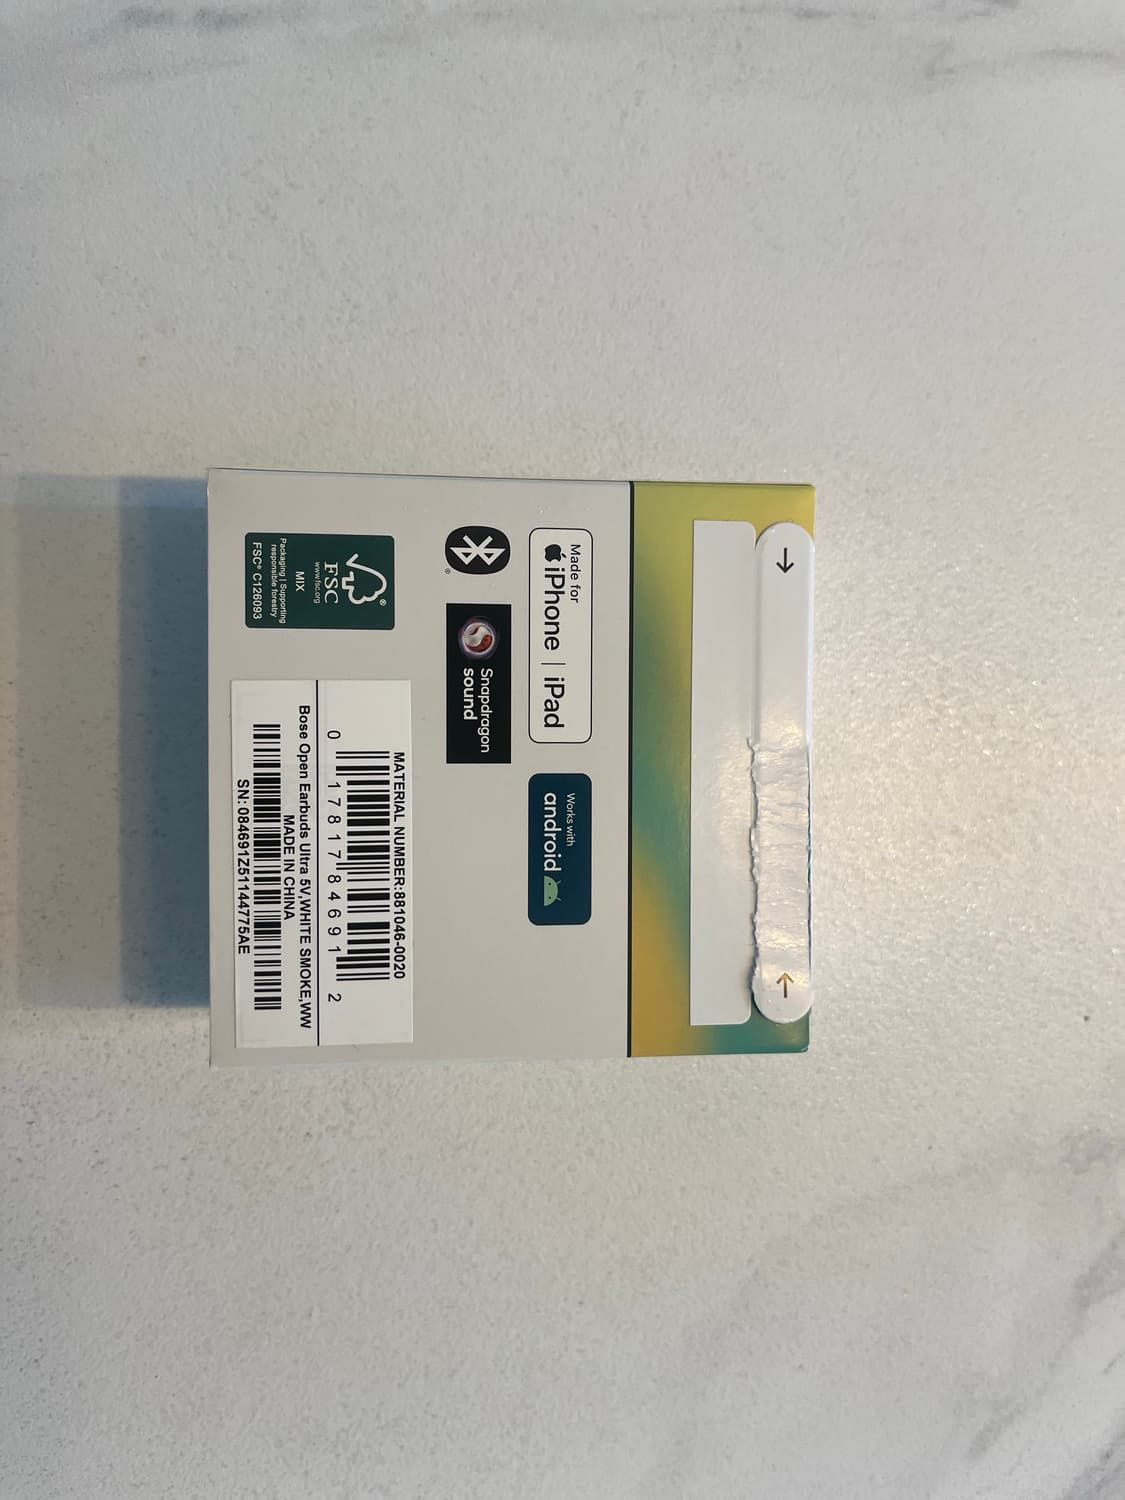 Made for
iPhone | iPad
Works with
android
Snapdragon
sound
FSC
www.fsc.org
MIX
Packaging | Supporting
responsible forestry
FSC® C126093
MATERIAL NUMBER:881046-0020
0 17817 84691 2
Bose Open Earbuds Ultra 5V,WHITE SMOKE,WW
MADE IN CHINA
SN: 084691Z51144775AE